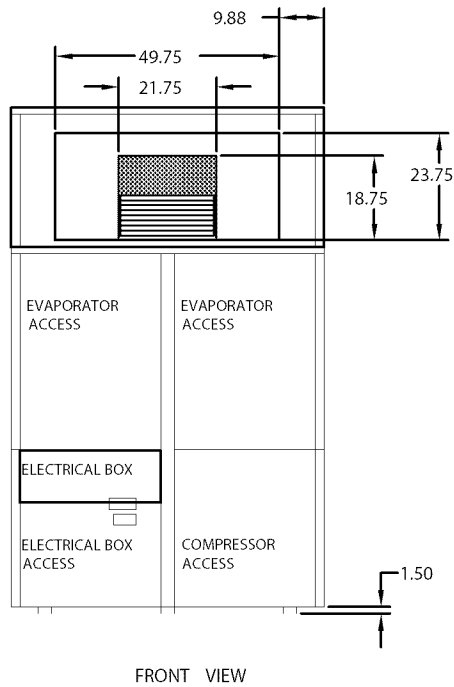 9.88
49.75
21.75
23.75
18.75
EVAPORATOR
ACCESS
EVAPORATOR
ACCESS
ELECTRICAL BOX
ELECTRICAL BOX
ACCESS
COMPRESSOR
ACCESS
1.50
FRONT VIEW